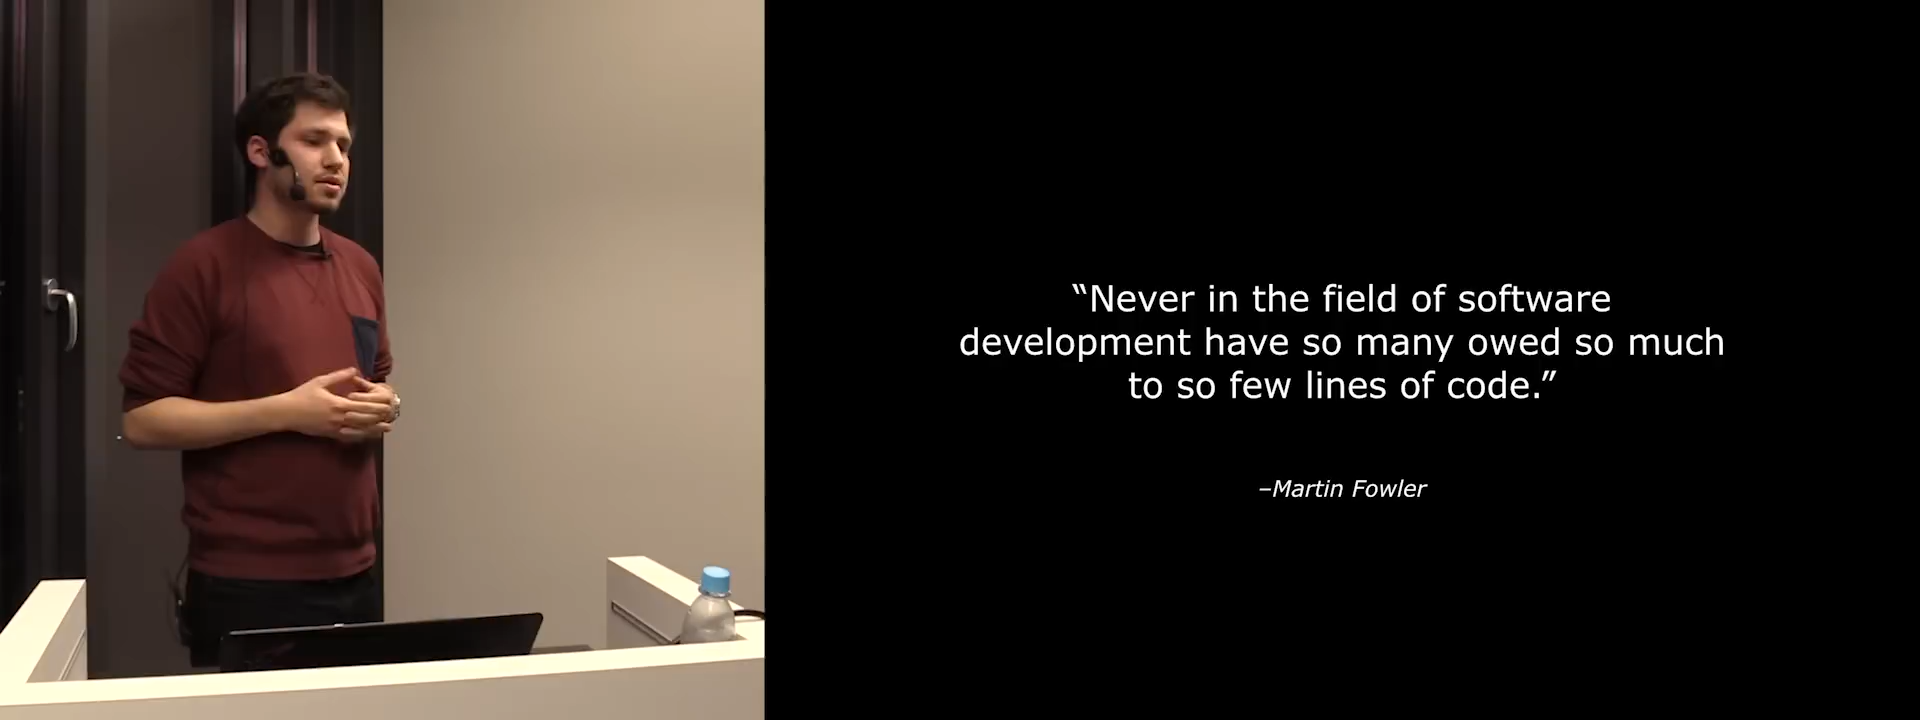 “Never in the field of software
development have so many owed so much
to so few lines of code.”
–Martin Fowler